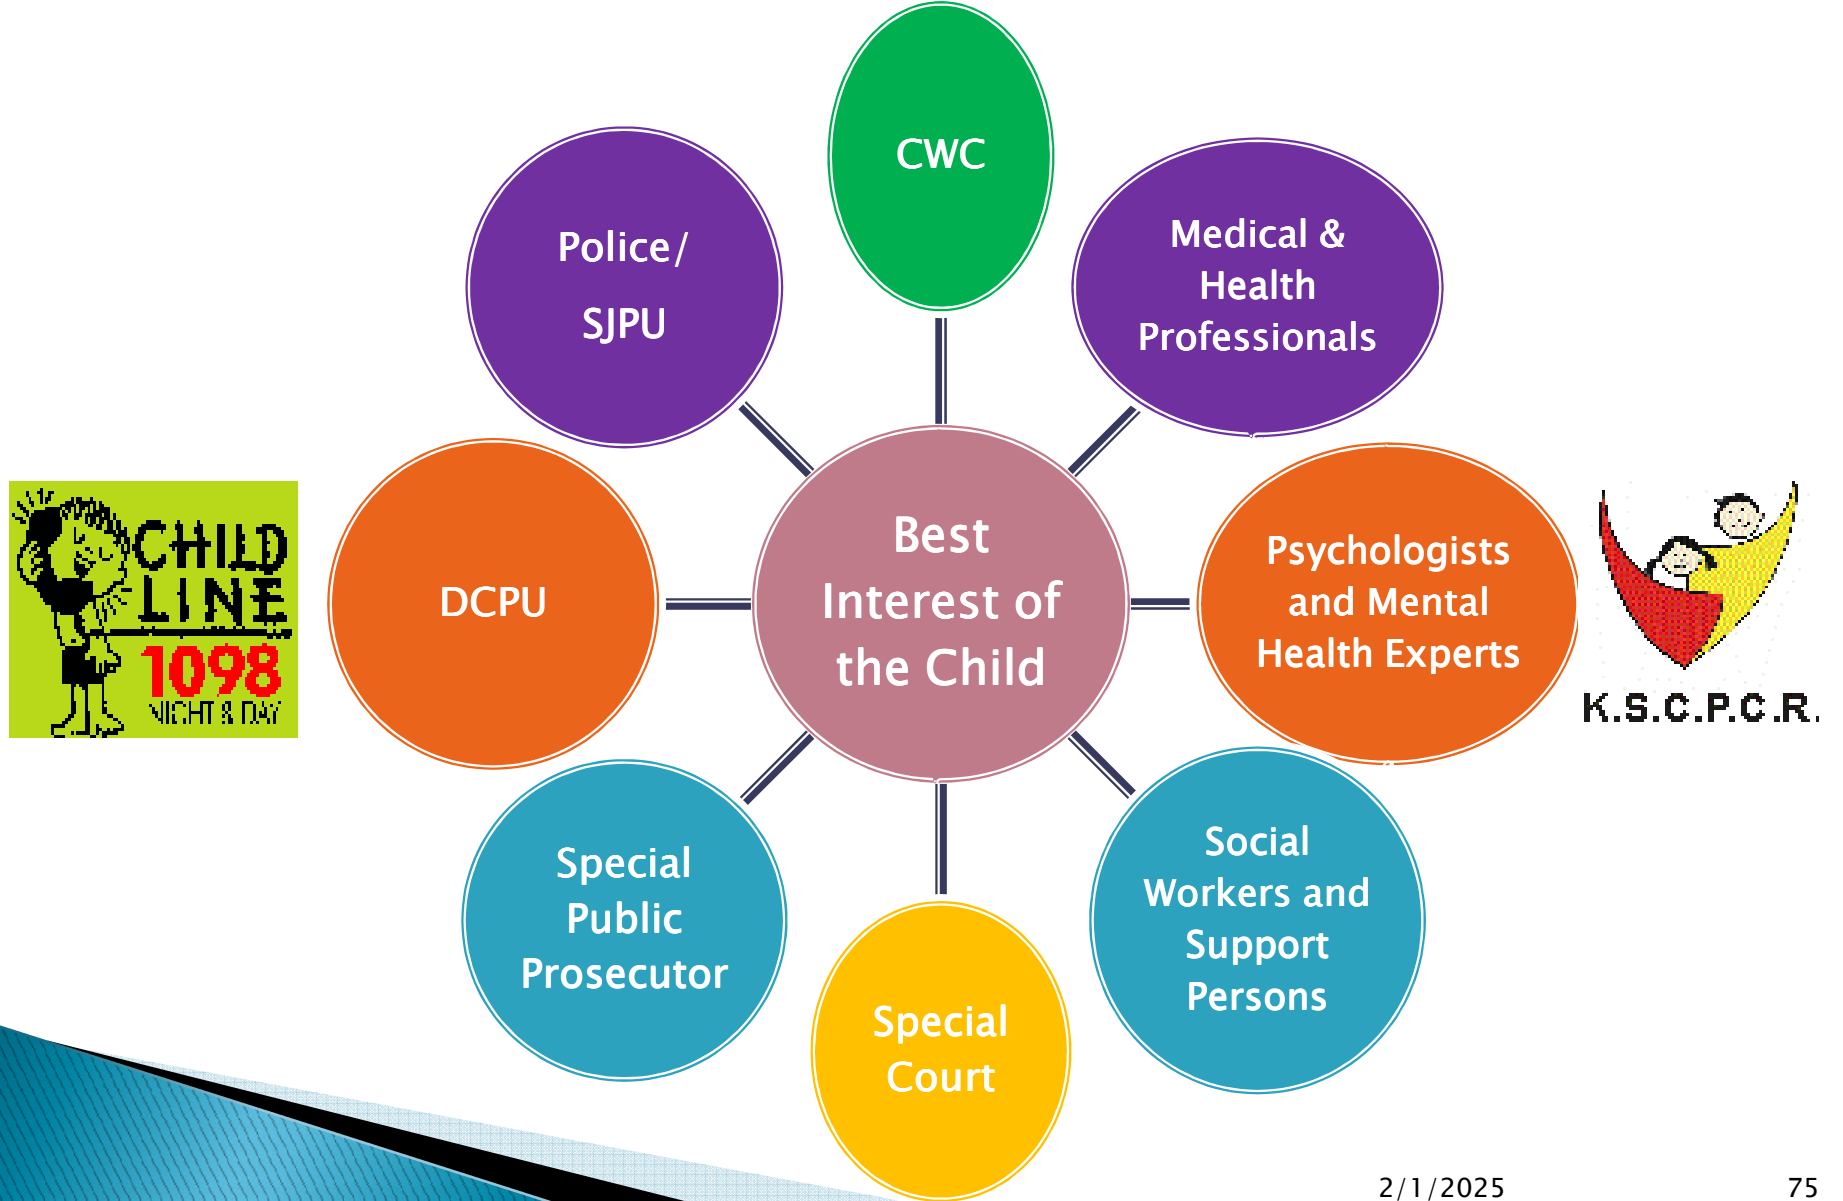 CWC
Police/
SJPU
Medical &
Health
Professionals
DCPU
Best
Interest of
the Child
Psychologists
and Mental
Health Experts
CHILD
LINE
1098
NIGHT & DAY
K.S.C.P.C.R.
Special
Public
Prosecutor
Social
Workers and
Support
Persons
Special
Court
2/1/2025
75